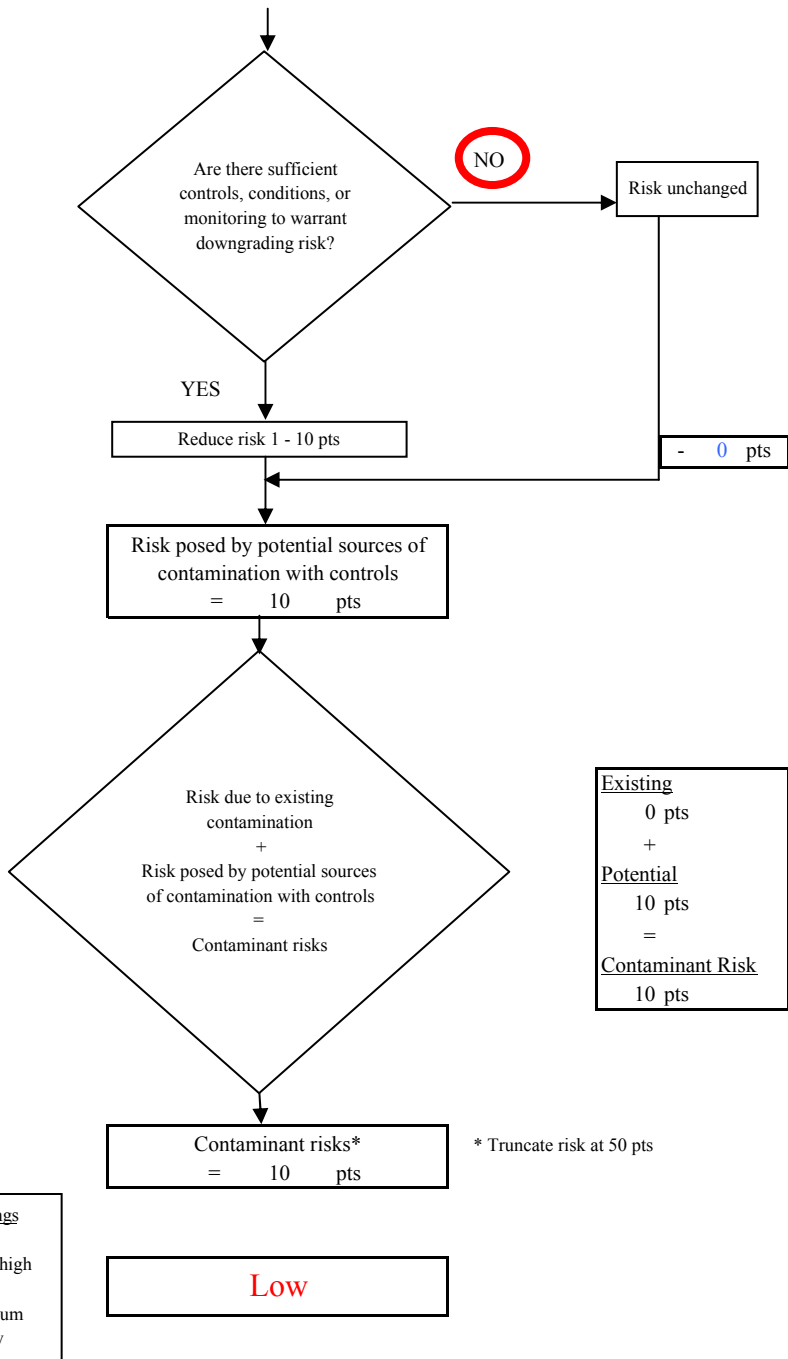 Are there sufficient
controls, conditions, or
monitoring to warrant
downgrading risk?
NO
Risk unchanged
YES
Reduce risk 1 - 10 pts
- 0 pts
Risk posed by potential sources of
contamination with controls
= 10 pts
Risk due to existing
contamination
+
Risk posed by potential sources
of contamination with controls
=
Contaminant risks
Existing
0 pts
+
Potential
10 pts
=
Contaminant Risk
10 pts
Contaminant risks*
= 10 pts
* Truncate risk at 50 pts
high
Low